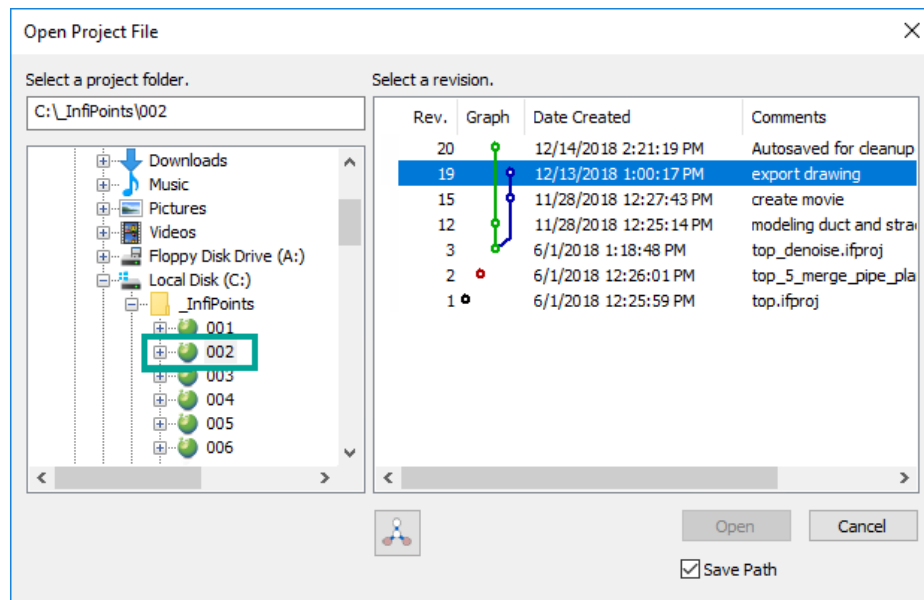 Open Project File
Select a project folder.
C:\_InfiPoints\002
Downloads
Music
Pictures
Videos
Floppy Disk Drive (A:)
Local Disk (C:)
_InfiPoints
001
002
003
004
005
006
Select a revision.
Rev. Graph Date Created Comments
20 12/14/2018 2:21:19 PM Autosaved for cleanup
19 12/13/2018 1:00:17 PM export drawing
15 11/28/2018 12:27:43 PM create movie
12 11/28/2018 12:25:14 PM modeling duct and stra
3 6/1/2018 1:18:48 PM top_denoise.ifproj
2 6/1/2018 12:26:01 PM top_5_merge_pipe_pla
1 6/1/2018 12:25:59 PM top.ifproj
Open Cancel
Save Path